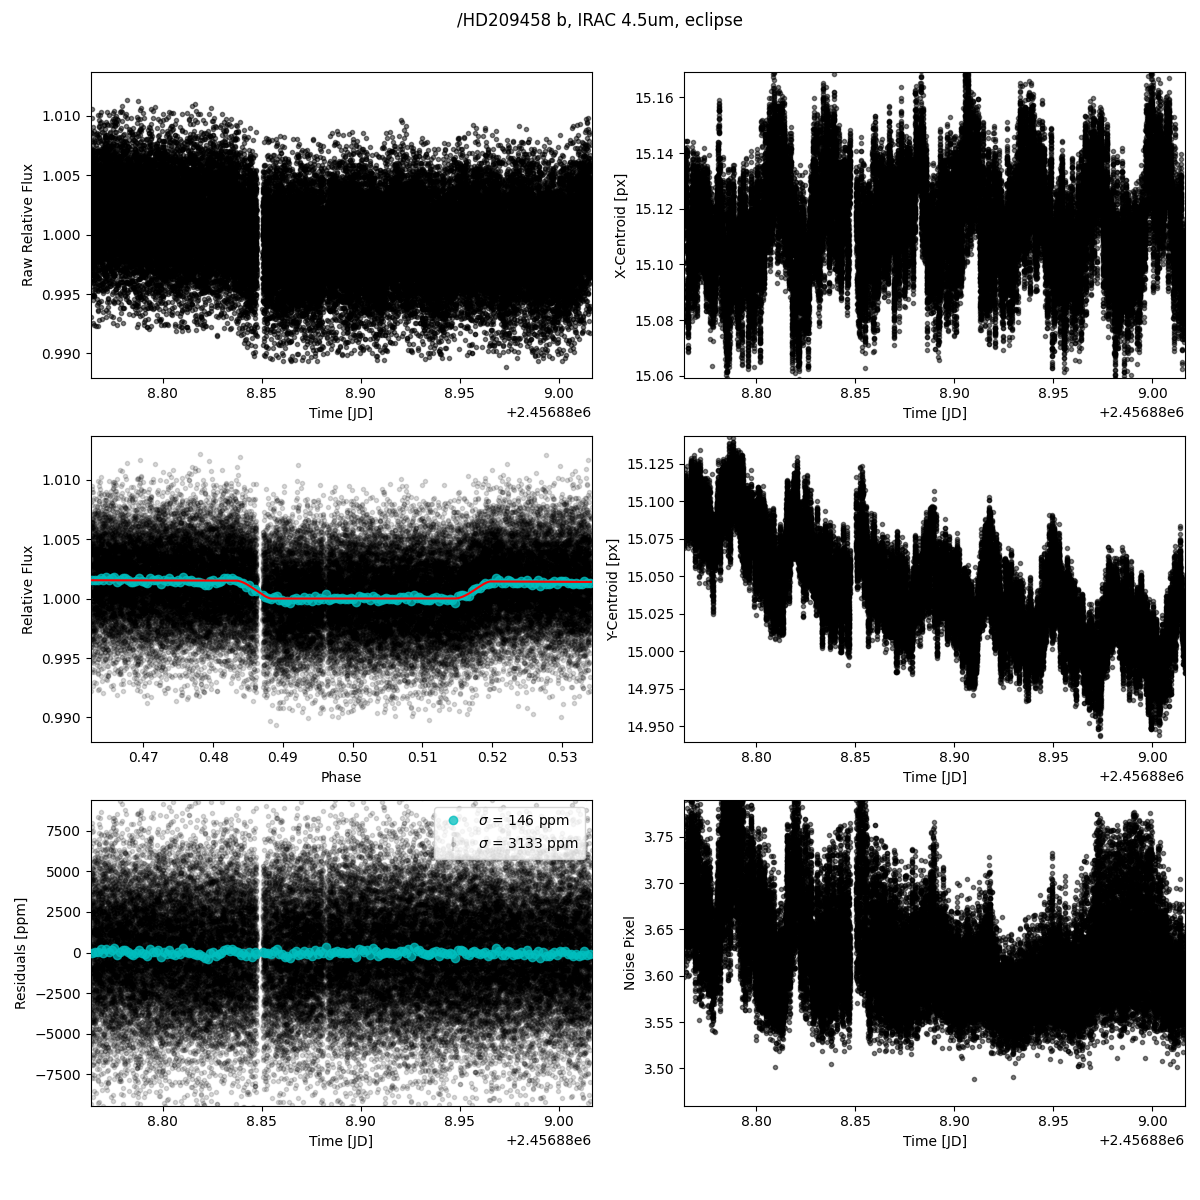 /HD209458 b, IRAC 4.5um, eclipse
Raw Relative Flux
1.010
1.005
1.000
0.995
0.990
8.80 8.85 8.90 8.95 9.00
Time [JD]
+2.45688e6
X-Centroid [px]
15.16
15.14
15.12
15.10
15.08
15.06
8.80 8.85 8.90 8.95 9.00
Time [JD]
+2.45688e6
Relative Flux
1.010
1.005
1.000
0.995
0.990
0.47 0.48 0.49 0.50 0.51 0.52 0.53
Phase
Y-Centroid [px]
15.125
15.100
15.075
15.050
15.025
15.000
14.975
14.950
8.80 8.85 8.90 8.95 9.00
Time [JD]
+2.45688e6
Residuals [ppm]
7500
5000
2500
0
−2500
−5000
−7500
σ = 146 ppm
σ = 3133 ppm
8.80 8.85 8.90 8.95 9.00
Time [JD]
+2.45688e6
Noise Pixel
3.75
3.70
3.65
3.60
3.55
3.50
8.80 8.85 8.90 8.95 9.00
Time [JD]
+2.45688e6